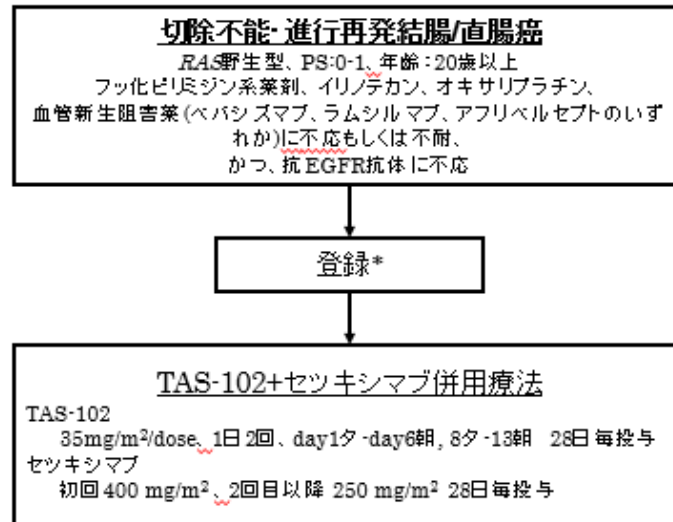 切除不能・進行再発結腸/直腸癌
RAS野生型、PS:0-1、年齢：20歳以上
フッ化ピリミジン系薬剤、イリノテカン、オキサリプラチン、
血管新生阻害薬(ベバシズマブ、ラムシルマブ、アフリベルセプトのいず
れか)に不応もしくは不耐、
かつ、抗EGFR抗体に不応
登録*
TAS-102+セツキシマブ併用療法
TAS-102
35mg/m²/dose、1日2回、day1夕-day6朝, 8夕-13朝 28日毎投与
セツキシマブ
初回400 mg/m²、2回目以降 250 mg/m² 28日毎投与